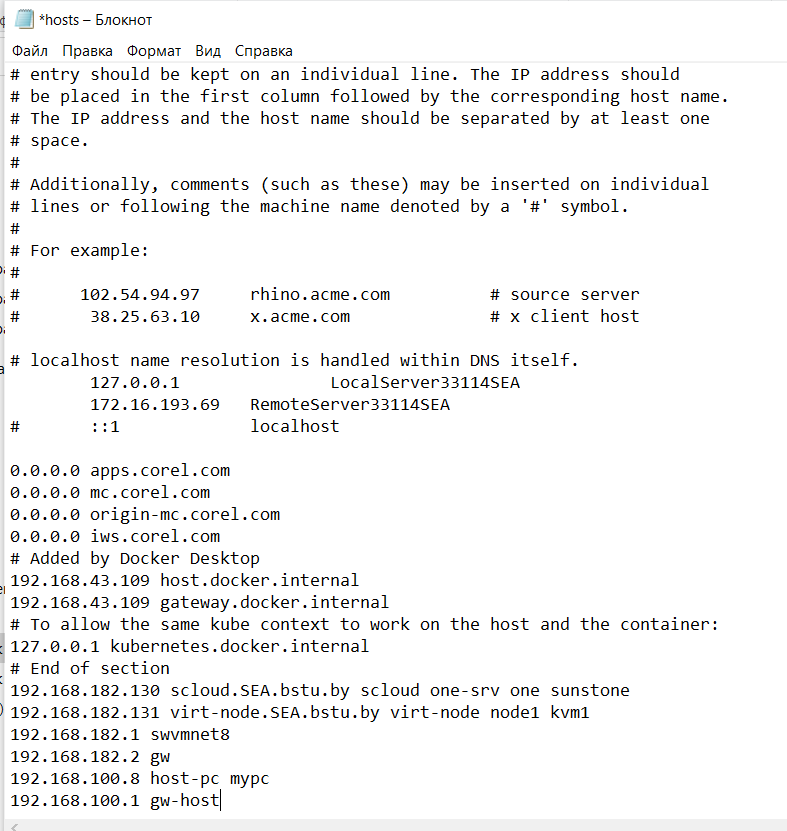 *hosts – Блокнот
Файл Правка Формат Вид Справка
# entry should be kept on an individual line. The IP address should
# be placed in the first column followed by the corresponding host name.
# The IP address and the host name should be separated by at least one
# space.
#
# Additionally, comments (such as these) may be inserted on individual
# lines or following the machine name denoted by a '#' symbol.
#
# For example:
#
#      102.54.94.97     rhino.acme.com          # source server
#       38.25.63.10     x.acme.com              # x client host

# localhost name resolution is handled within DNS itself.
        127.0.0.1               LocalServer33114SEA
        172.16.193.69   RemoteServer33114SEA
#       ::1             localhost

0.0.0.0 apps.corel.com
0.0.0.0 mc.corel.com
0.0.0.0 origin-mc.corel.com
0.0.0.0 iws.corel.com
# Added by Docker Desktop
192.168.43.109 host.docker.internal
192.168.43.109 gateway.docker.internal
# To allow the same kube context to work on the host and the container:
127.0.0.1 kubernetes.docker.internal
# End of section
192.168.182.130 scloud.SEA.bstu.by scloud one-srv one sunstone
192.168.182.131 virt-node.SEA.bstu.by virt-node node1 kvm1
192.168.182.1 swvmnet8
192.168.182.2 gw
192.168.100.8 host-pc mypc
192.168.100.1 gw-host